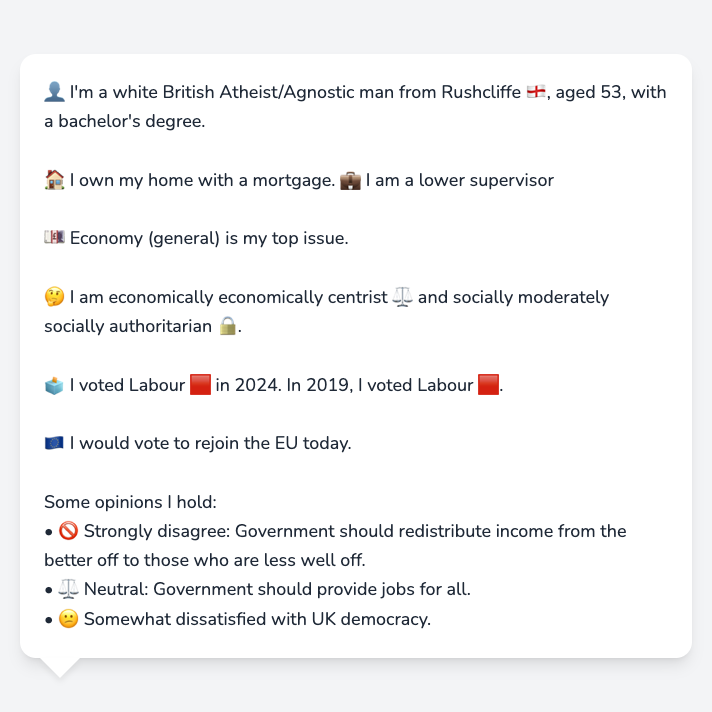 👤 I'm a white British Atheist/Agnostic man from Rushcliffe 🏴󠁧󠁢󠁥󠁮󠁧󠁿, aged 53, with
a bachelor's degree.
🏠 I own my home with a mortgage. 💼 I am a lower supervisor
💷 Economy (general) is my top issue.
🤔 I am economically economically centrist ⚖️ and socially moderately
socially authoritarian 🔒.
🗳️ I voted Labour 🟥 in 2024. In 2019, I voted Labour 🟥.
🇪🇺 I would vote to rejoin the EU today.
Some opinions I hold:
• 🚫 Strongly disagree: Government should redistribute income from the
better off to those who are less well off.
• ⚖️ Neutral: Government should provide jobs for all.
• 😕 Somewhat dissatisfied with UK democracy.